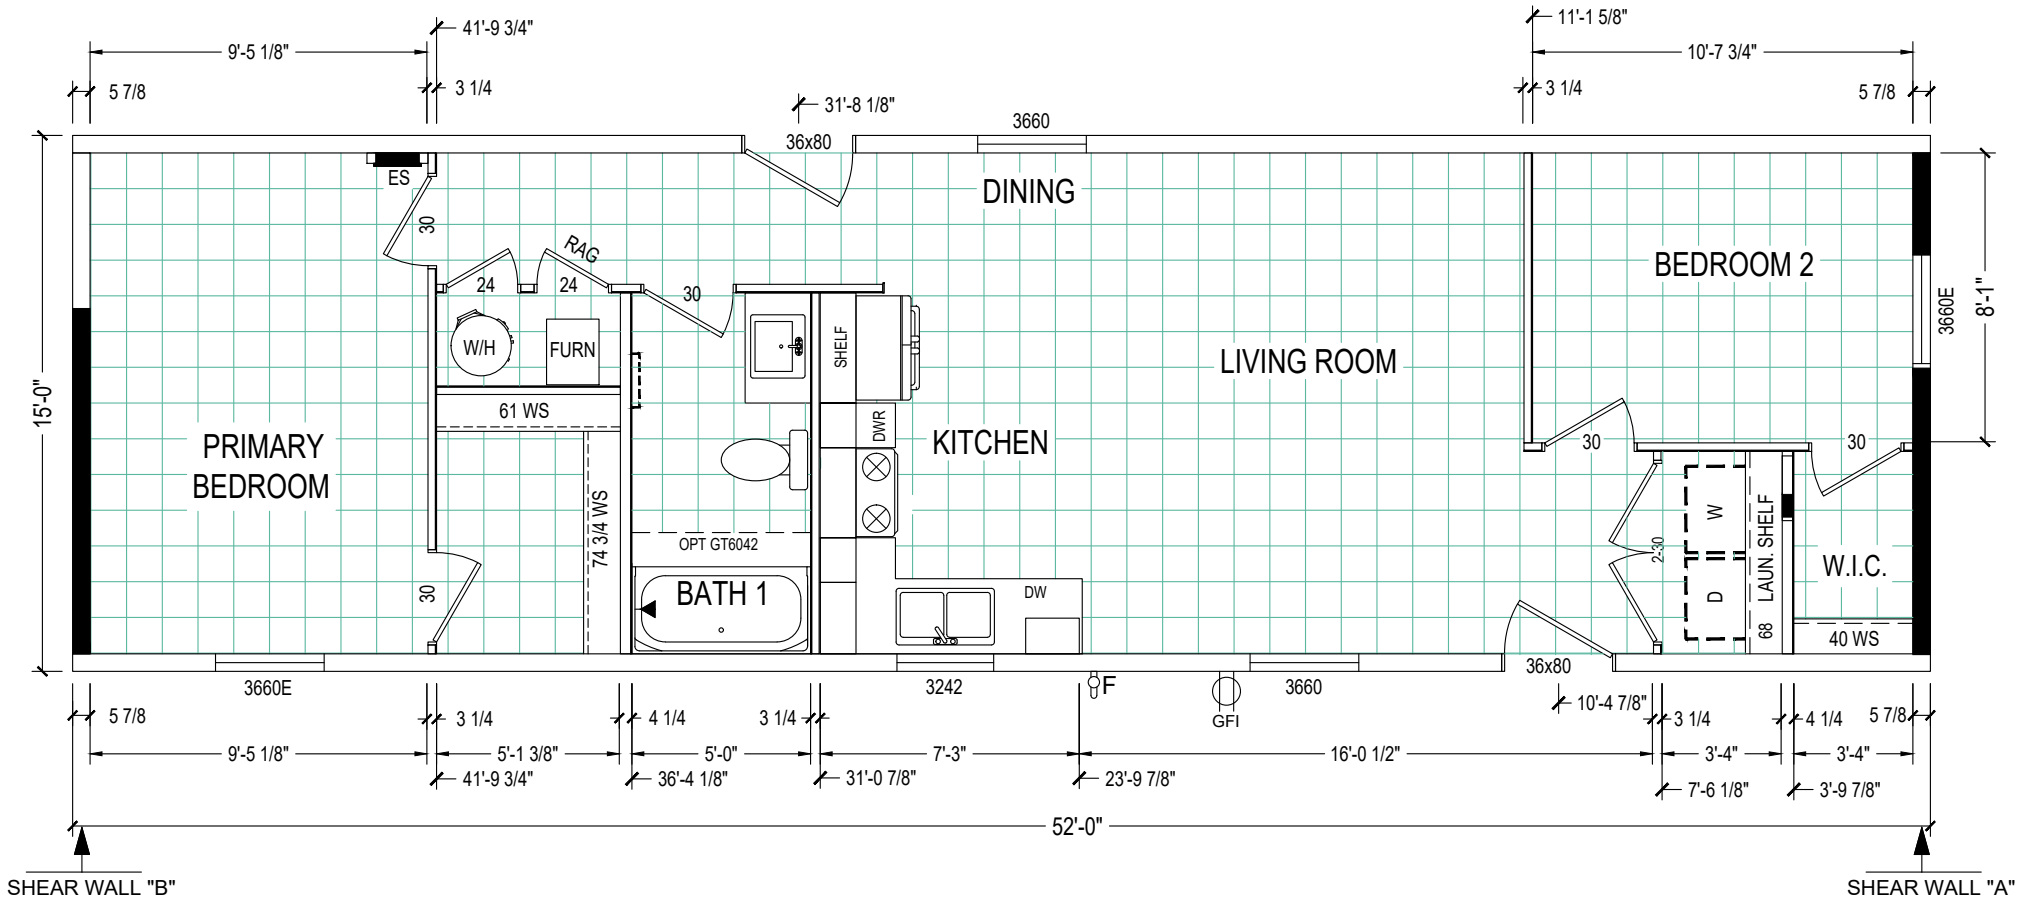 41'-9 3/4"
11'-1 5/8"
9'-5 1/8"
10'-7 3/4"
5 7/8
3 1/4
31'-8 1/8"
3 1/4
5 7/8
36x80
3660
ES
DINING
30
RAG
BEDROOM 2
24
24
30
3660E
8'-1"
W/H
FURN
SHELF
LIVING ROOM
15'-0"
61 WS
DWR
KITCHEN
30
30
PRIMARY
BEDROOM
74 3/4 WS
OPT GT6042
W
LAUN. SHELF
2-30
W.I.C.
30
BATH 1
DW
D
68
40 WS
3660E
3242
F
GFI
3660
36x80
5 7/8
3 1/4
4 1/4
3 1/4
10'-4 7/8"
3 1/4
4 1/4
5 7/8
9'-5 1/8"
5'-1 3/8"
5'-0"
7'-3"
16'-0 1/2"
3'-4"
3'-4"
41'-9 3/4"
36'-4 1/8"
31'-0 7/8"
23'-9 7/8"
7'-6 1/8"
3'-9 7/8"
52'-0"
SHEAR WALL "B"
SHEAR WALL "A"